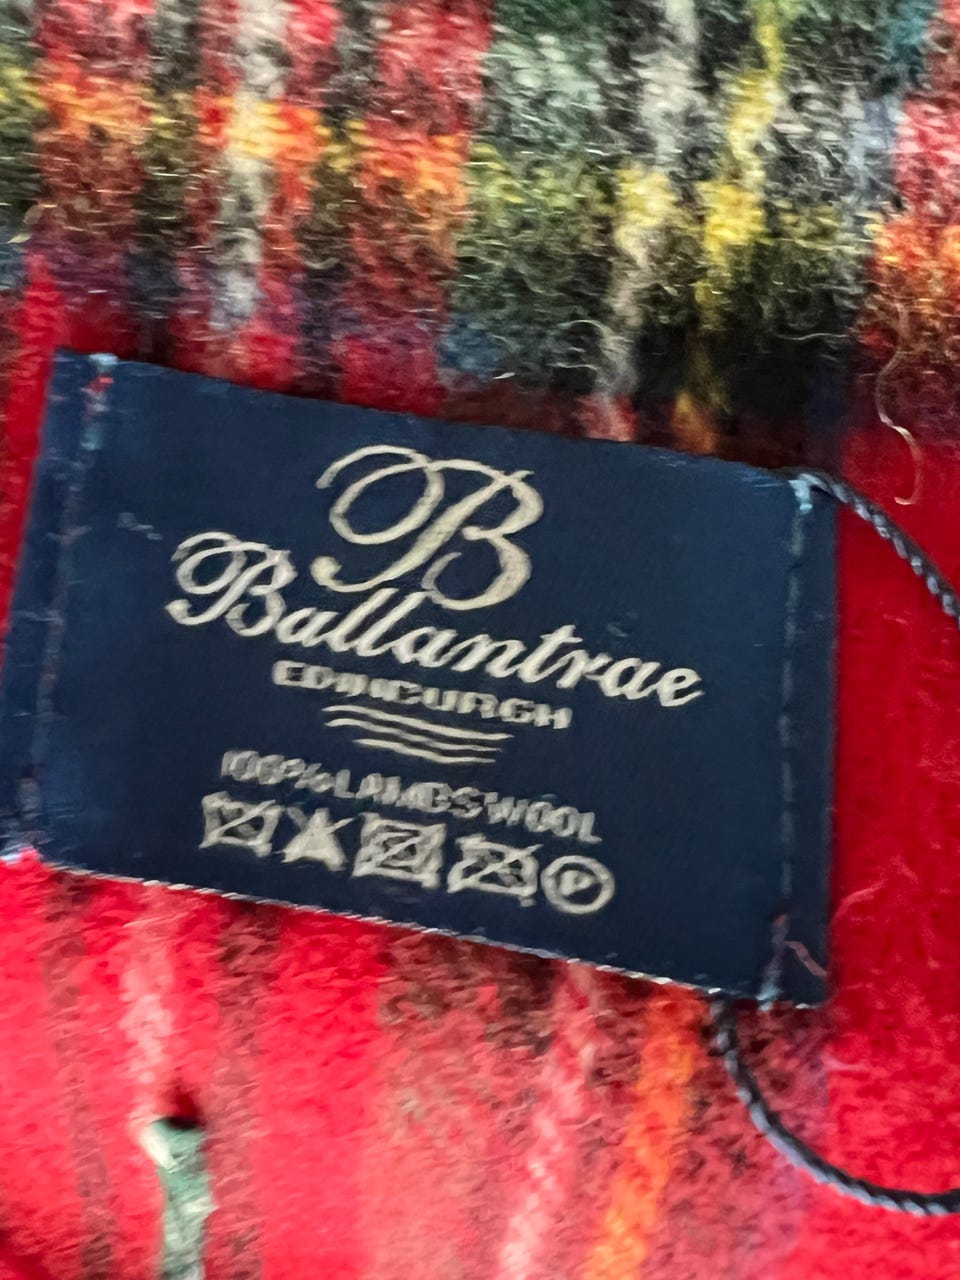 B
Ballantrae
EDINBURGH
100% LAMBSWOOL
P